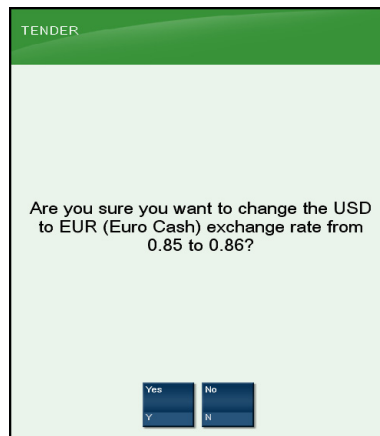 TENDER
Are you sure you want to change the USD
to EUR (Euro Cash) exchange rate from
0.85 to 0.86?
Yes No
Y N